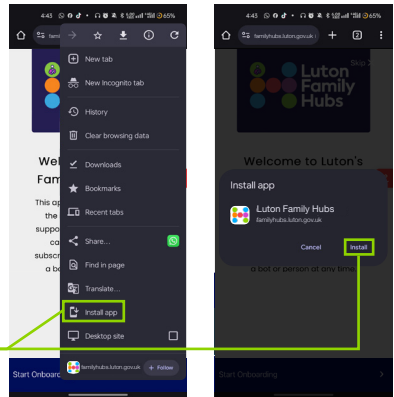 4:43
65%
fami
New tab
New Incognito tab
History
Clear browsing data
Downloads
Bookmarks
Recent tabs
Share...
Find in page
Translate...
Install app
Desktop site
familyhubs.luton.gov.uk
+ Follow
Wel
Fam
This ap
the
suppo
ca
subscr
a bo
Start Onboard
4:43
65%
familyhubs.luton.gov.uk
2
Skip
Luton
Family
Hubs
Welcome to Luton's
Install app
Luton Family Hubs
familyhubs.luton.gov.uk
Cancel
Install
a bot or person at any time.
Start Onboarding